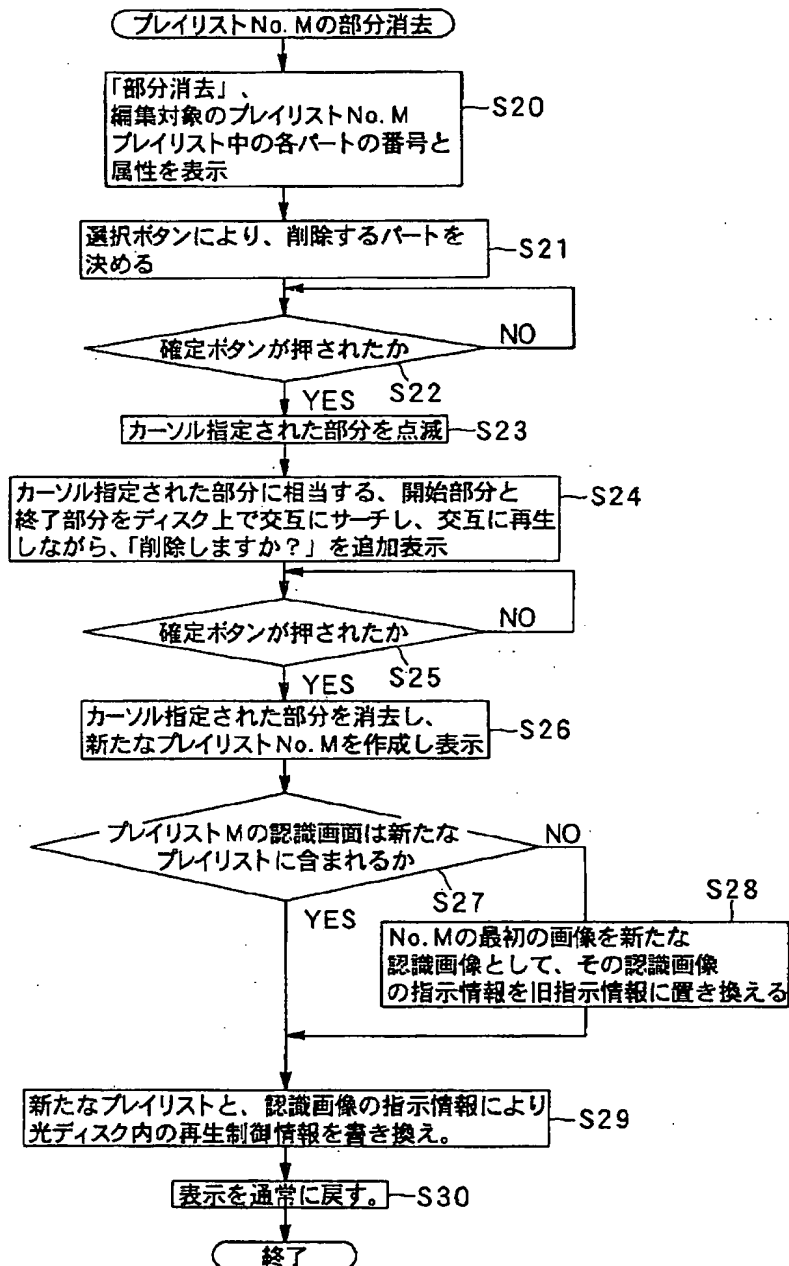 プレイリストNo.Mの部分消去
「部分消去」、
編集対象のプレイリストNo.M
プレイリスト中の各パートの番号と
属性を表示
S20
選択ボタンにより、削除するパートを
決める
S21
確定ボタンが押されたか
NO
S22
YES
カーソル指定された部分を点滅
S23
カーソル指定された部分に相当する、開始部分と
終了部分をディスク上で交互にサーチし、交互に再生
しながら、「削除しますか?」を追加表示
S24
確定ボタンが押されたか
NO
S25
YES
カーソル指定された部分を消去し、
新たなプレイリストNo.Mを作成し表示
S26
プレイリストMの認識画面は新たな
プレイリストに含まれるか
NO
S27
YES
S28
No.Mの最初の画像を新たな
認識画像として、その認識画像
の指示情報を旧指示情報に置き換える
新たなプレイリストと、認識画像の指示情報により
光ディスク内の再生制御情報を書き換え。
S29
表示を通常に戻す。
S30
終了